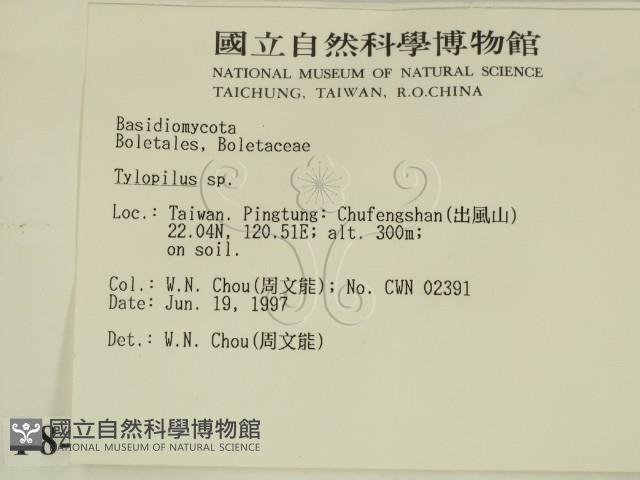 國立自然科學博物館
NATIONAL MUSEUM OF NATURAL SCIENCE
TAICHUNG, TAIWAN, R.O.CHINA
Basidiomycota
Boletales, Boletaceae
Tylopilus sp.
Loc.: Taiwan. Pingtung: Chufengshan(出風山)
22.04N, 120.51E; alt. 300m;
on soil.
Col.: W.N. Chou(周文能); No. CWN 02391
Date: Jun. 19, 1997
Det.: W.N. Chou(周文能)
國立自然科學博物館
NATIONAL MUSEUM OF NATURAL SCIENCE